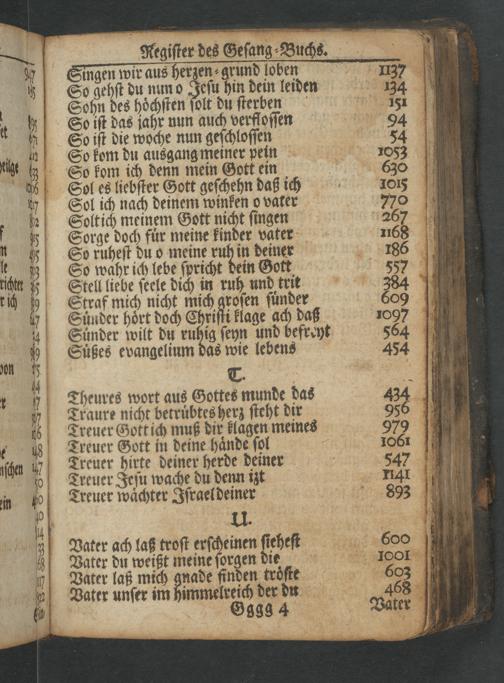 Register des Gesang-Buchs.
Singen wir aus herzen-grund loben 1137
So gehst du nun o Jesu hin dein leiden 134
Sohn des höchsten solt du sterben 151
So ist das jahr nun auch verflossen 94
So ist die woche nun geschlossen 54
So kom du ausgang meiner pein 1053
So kom ich denn mein Gott ein 630
Sol es liebster Gott geschehn daß ich 1015
Sol ich nach deinem winken o vater 770
Solt ich meinem Gott nicht singen 267
Sorge doch für meine kinder vater 1168
So ruhest du o meine ruh in deiner 186
So wahr ich lebe spricht dein Gott 557
Stell liebe seele dich in ruh und trit 384
Straf mich nicht mich grosen sünder 609
Sünder hört doch Christi klage ach daß 1097
Sünder wilt du ruhig seyn und befreyt 564
Süßes evangelium das wie lebens 454
T.
Theures wort aus Gottes munde das 434
Traure nicht betrübtes herz steht dir 956
Treuer Gott ich muß dir klagen meines 979
Treuer Gott in deine hände sol 1061
Treuer hirte deiner herde deiner 547
Treuer Jesu wache du denn izt 1141
Treuer wächter Israel deiner 893
U.
Vater ach laß trost erscheinen siehest 600
Vater du weißt meine sorgen die 1001
Vater laß mich gnade finden tröste 603
Vater unser im himmelreich der du 468
Gggg 4 Vater